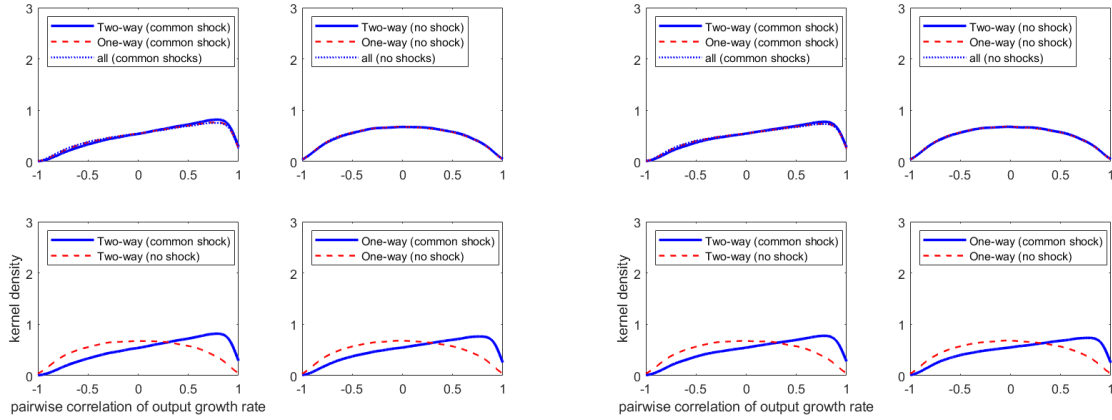 3
Two-way (common shock)
One-way (common shock)
all (common shocks)
2
1
0
-1 -0.5 0 0.5 1
3
Two-way (no shock)
One-way (no shock)
all (no shocks)
2
1
0
-1 -0.5 0 0.5 1
3
Two-way (common shock)
One-way (common shock)
all (common shocks)
2
1
0
-1 -0.5 0 0.5 1
3
Two-way (no shock)
One-way (no shock)
all (no shocks)
2
1
0
-1 -0.5 0 0.5 1
kernel density
3
Two-way (common shock)
Two-way (no shock)
2
1
0
-1 -0.5 0 0.5 1
pairwise correlation of output growth rate
3
One-way (common shock)
One-way (no shock)
2
1
0
-1 -0.5 0 0.5 1
kernel density
3
Two-way (common shock)
Two-way (no shock)
2
1
0
-1 -0.5 0 0.5 1
pairwise correlation of output growth rate
3
One-way (common shock)
One-way (no shock)
2
1
0
-1 -0.5 0 0.5 1